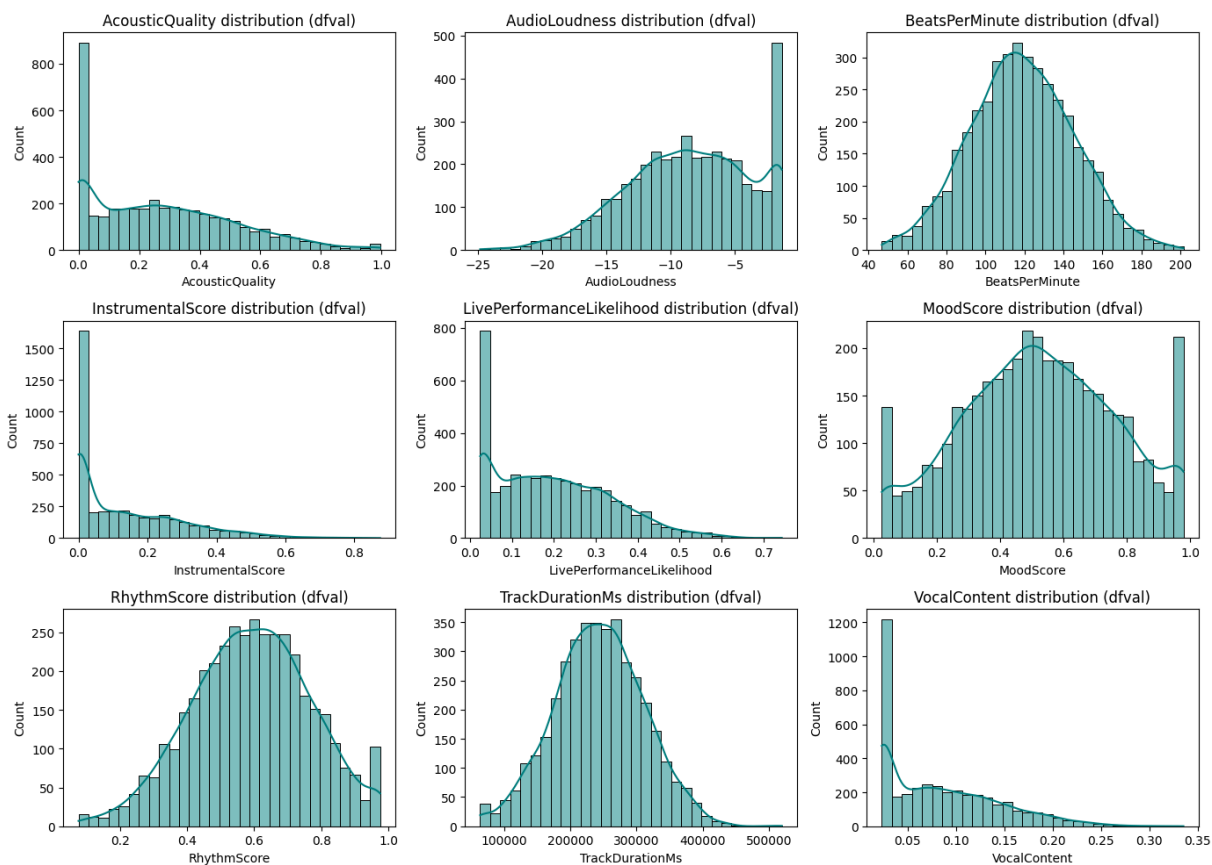 AcousticQuality distribution (dfval)
Count
800
600
400
200
0
0.0 0.2 0.4 0.6 0.8 1.0
AcousticQuality
AudioLoudness distribution (dfval)
Count
500
400
300
200
100
0
−25 −20 −15 −10 −5
AudioLoudness
BeatsPerMinute distribution (dfval)
Count
300
250
200
150
100
50
0
40 60 80 100 120 140 160 180 200
BeatsPerMinute
InstrumentalScore distribution (dfval)
Count
1500
1250
1000
750
500
250
0
0.0 0.2 0.4 0.6 0.8
InstrumentalScore
LivePerformanceLikelihood distribution (dfval)
Count
800
600
400
200
0
0.1 0.2 0.3 0.4 0.5 0.6 0.7
LivePerformanceLikelihood
MoodScore distribution (dfval)
Count
200
150
100
50
0
0.0 0.2 0.4 0.6 0.8 1.0
MoodScore
RhythmScore distribution (dfval)
Count
250
200
150
100
50
0
0.2 0.4 0.6 0.8 1.0
RhythmScore
TrackDurationMs distribution (dfval)
Count
350
300
250
200
150
100
50
0
100000 200000 300000 400000 500000
TrackDurationMs
VocalContent distribution (dfval)
Count
1200
1000
800
600
400
200
0
0.05 0.10 0.15 0.20 0.25 0.30 0.35
VocalContent